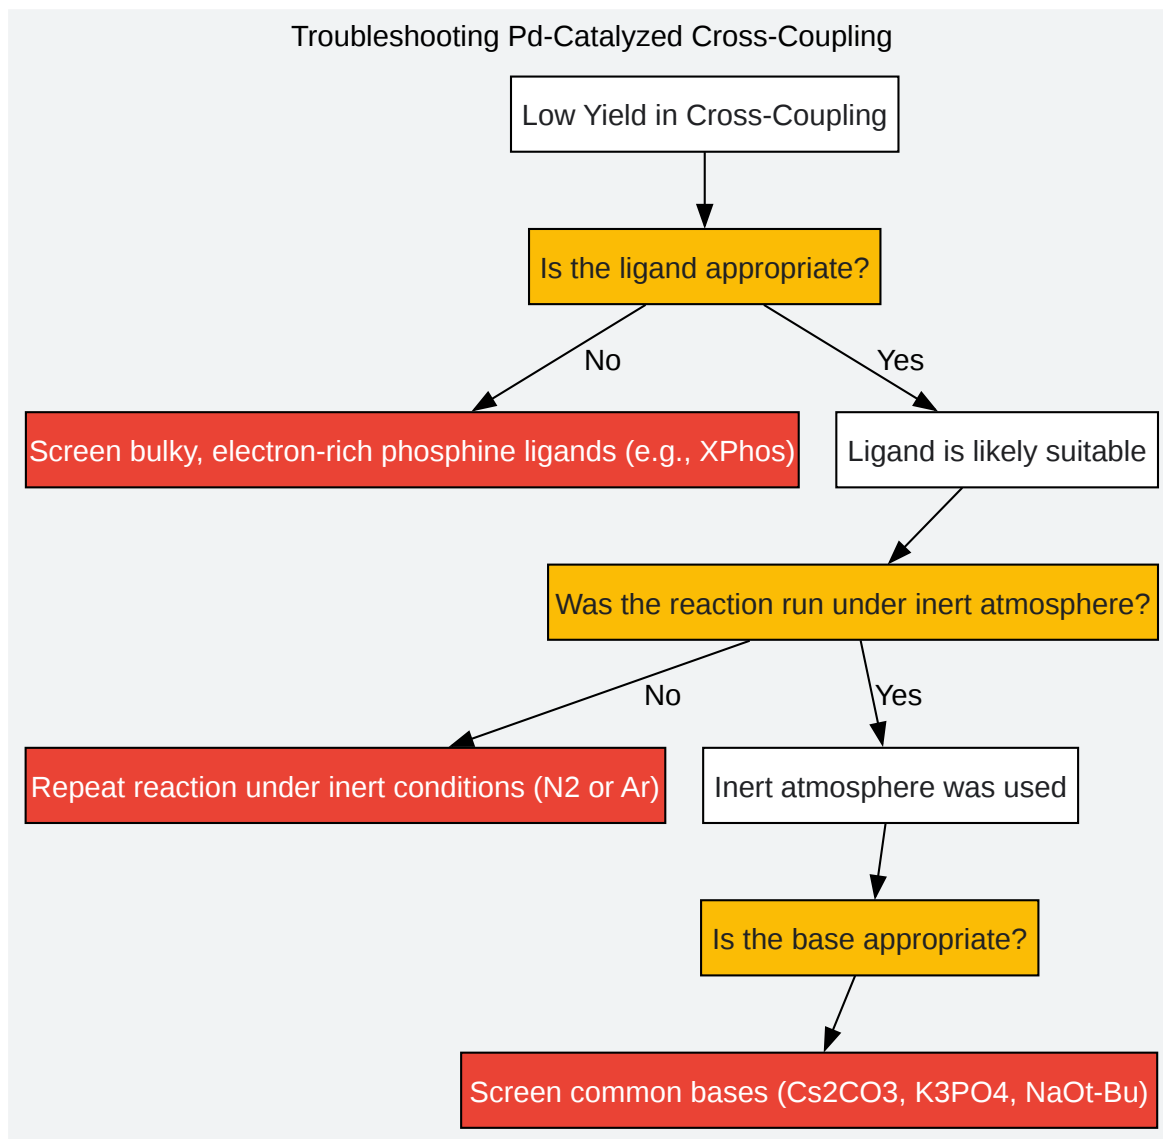 Troubleshooting Pd-Catalyzed Cross-Coupling
Low Yield in Cross-Coupling
Is the ligand appropriate?
No
Yes
Screen bulky, electron-rich phosphine ligands (e.g., XPhos)
Ligand is likely suitable
Was the reaction run under inert atmosphere?
No
Yes
Repeat reaction under inert conditions (N2 or Ar)
Inert atmosphere was used
Is the base appropriate?
Screen common bases (Cs2CO3, K3PO4, NaOt-Bu)